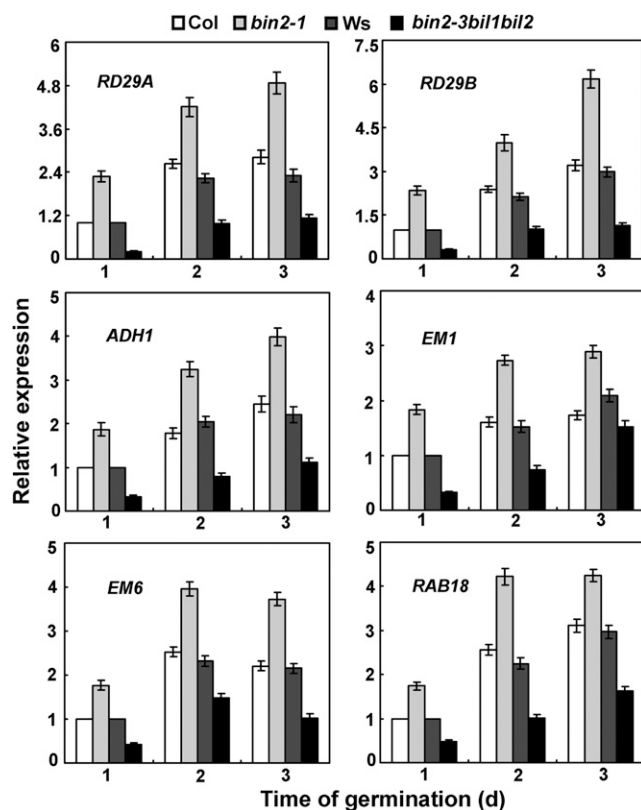 Col bin2-1 Ws bin2-3bil1bil2
Relative expression
RD29A
6
4.8
3.6
2.4
1.2
0
1 2 3
RD29B
7.5
6
4.5
3
1.5
0
1 2 3
ADH1
5
4
3
2
1
0
1 2 3
EM1
4
3
2
1
0
1 2 3
EM6
5
4
3
2
1
0
1 2 3
RAB18
5
4
3
2
1
0
1 2 3
Time of germination (d)